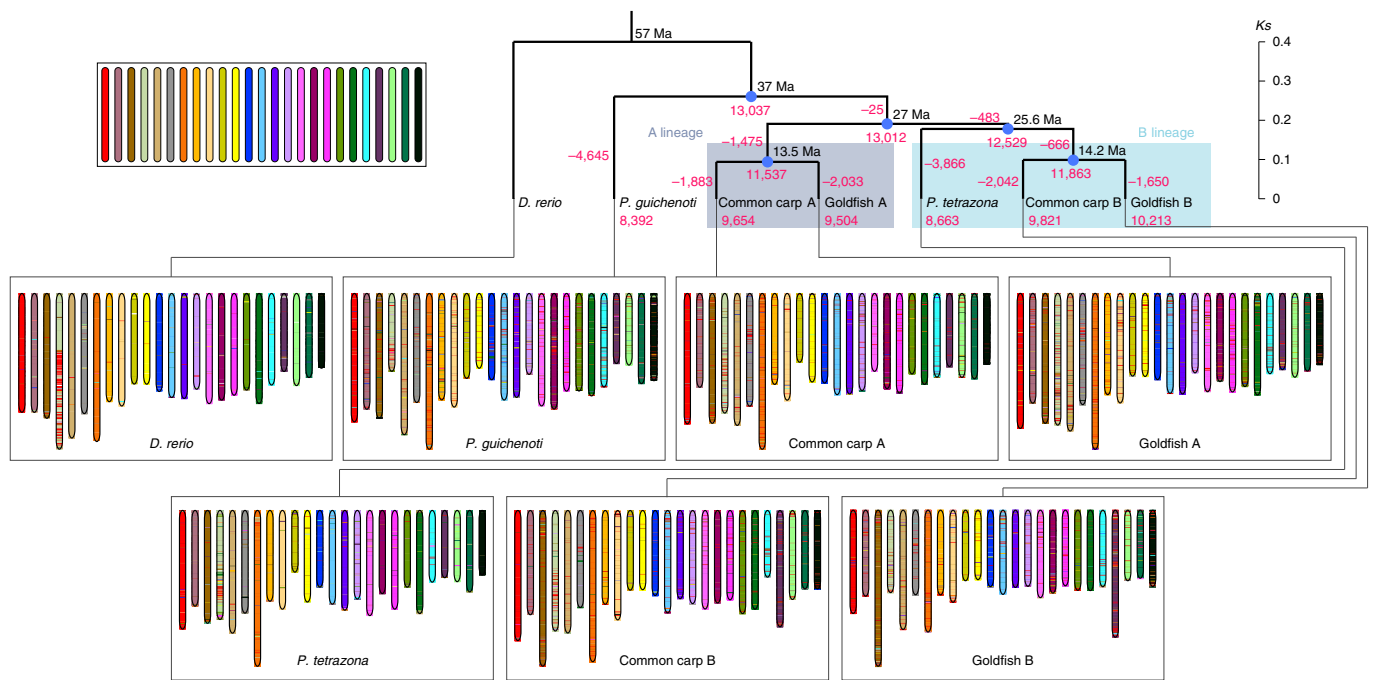 57 Ma
Ks
0.4
37 Ma
0.3
13,037
–25
27 Ma
–483
25.6 Ma
0.2
A lineage
–1,475
13,012
12,529
–666
B lineage
–4,645
13.5 Ma
14.2 Ma
0.1
–1,883
11,537
–2,033
–3,866
–2,042
11,863
–1,650
0
D. rerio
P. guichenoti
Common carp A
Goldfish A
P. tetrazona
Common carp B
Goldfish B
8,392
9,654
9,504
8,663
9,821
10,213
D. rerio
P. guichenoti
Common carp A
Goldfish A
P. tetrazona
Common carp B
Goldfish B